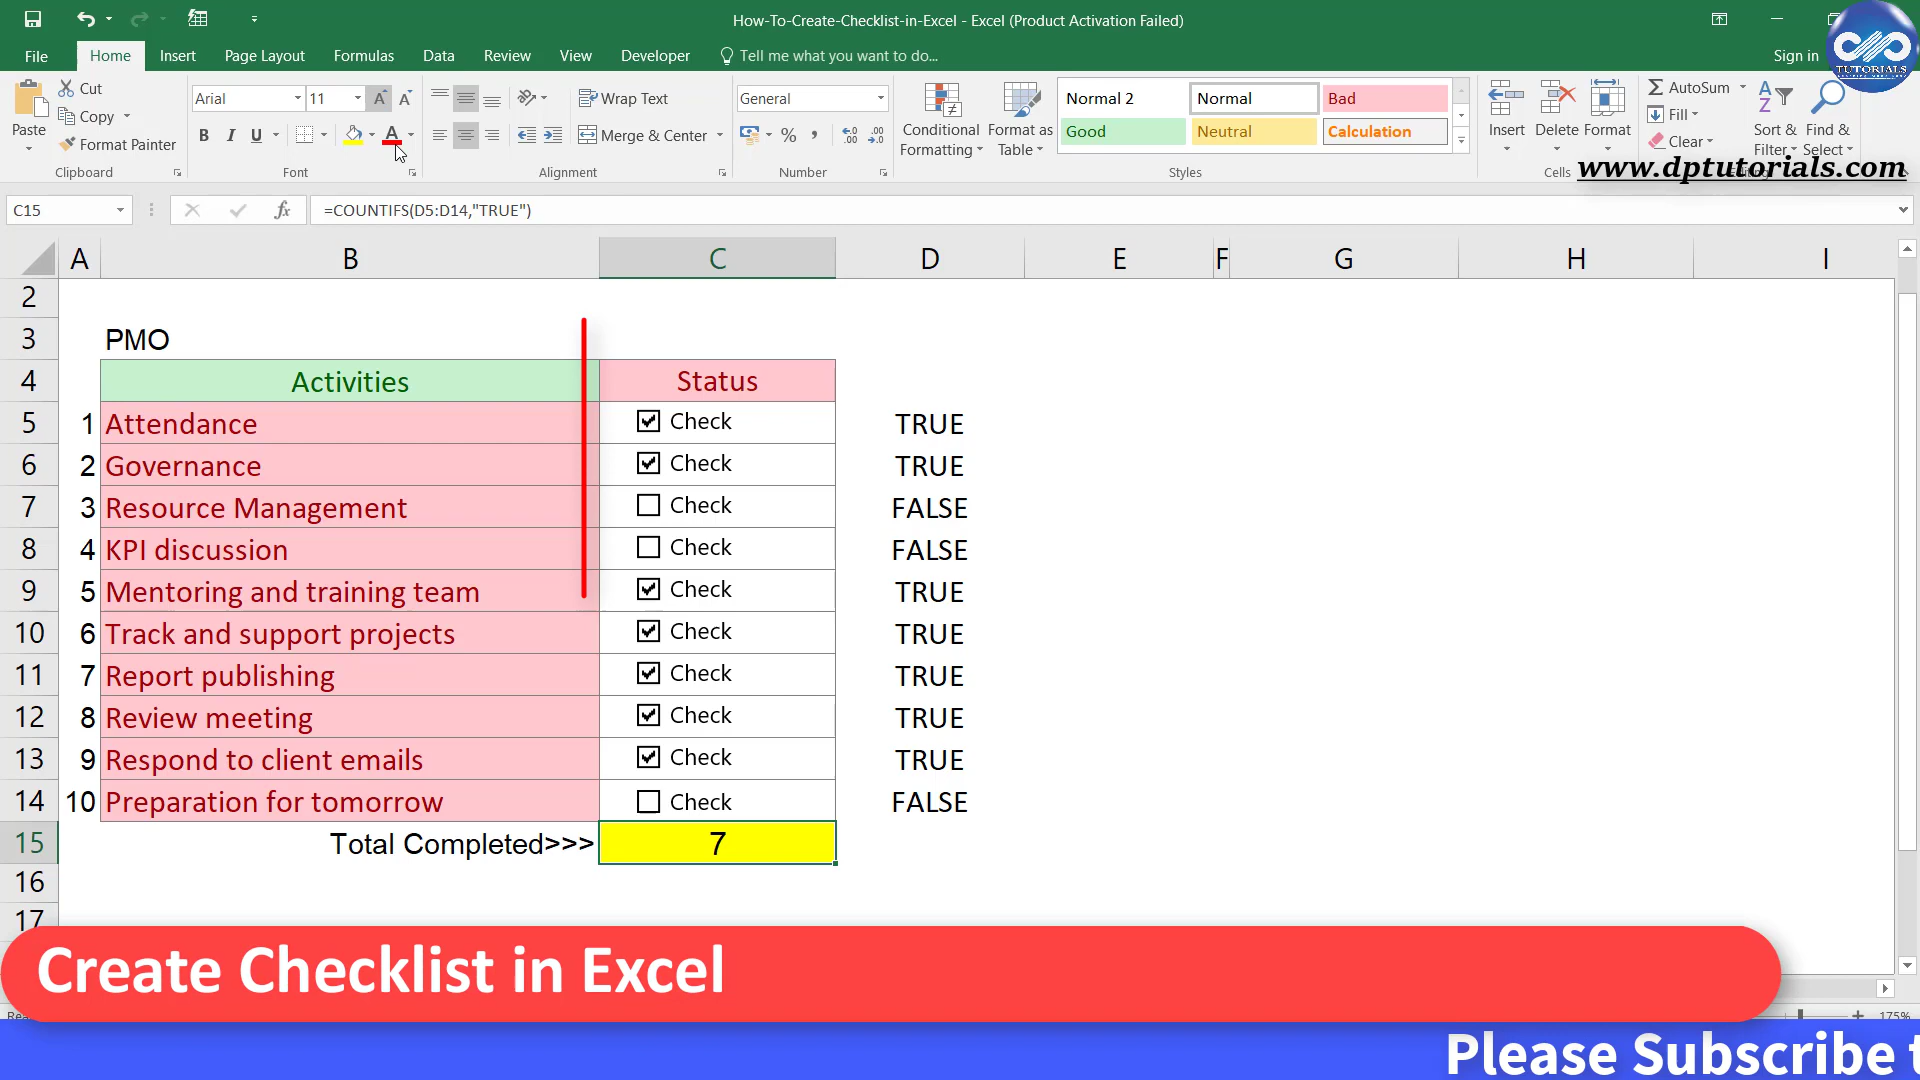 How-To-Create-Checklist-in-Excel - Excel (Product Activation Failed)
File Home Insert Page Layout Formulas Data Review View Developer Tell me what you want to do... Sign in
TUTORIALS
Paste
Cut
Copy
Format Painter
Clipboard
Arial 11
B I U
Font
Wrap Text
Merge & Center
Alignment
General
%
Number
Conditional Formatting
Format as Table
Normal 2 Normal Bad
Good Neutral Calculation
Styles
Insert Delete Format
Cells
AutoSum
Fill
Clear
Sort & Filter
Find & Select
www.dptutorials.com
C15 fx =COUNTIFS(D5:D14,"TRUE")
A B C D E F G H I
2
3 PMO
4 Activities Status
5 1 Attendance Check TRUE
6 2 Governance Check TRUE
7 3 Resource Management Check FALSE
8 4 KPI discussion Check FALSE
9 5 Mentoring and training team Check TRUE
10 6 Track and support projects Check TRUE
11 7 Report publishing Check TRUE
12 8 Review meeting Check TRUE
13 9 Respond to client emails Check TRUE
14 10 Preparation for tomorrow Check FALSE
15 Total Completed>>> 7
16
17
Create Checklist in Excel
175%
Please Subscribe